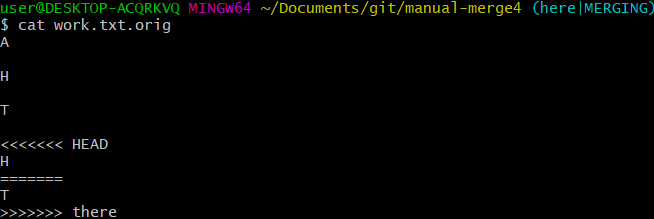 user@DESKTOP-ACQRKVQ MINGW64 ~/Documents/git/manual-merge4 (here|MERGING)
$ cat work.txt.orig
A
H
T
<<<<<<< HEAD
H
=======
T
>>>>>>> there